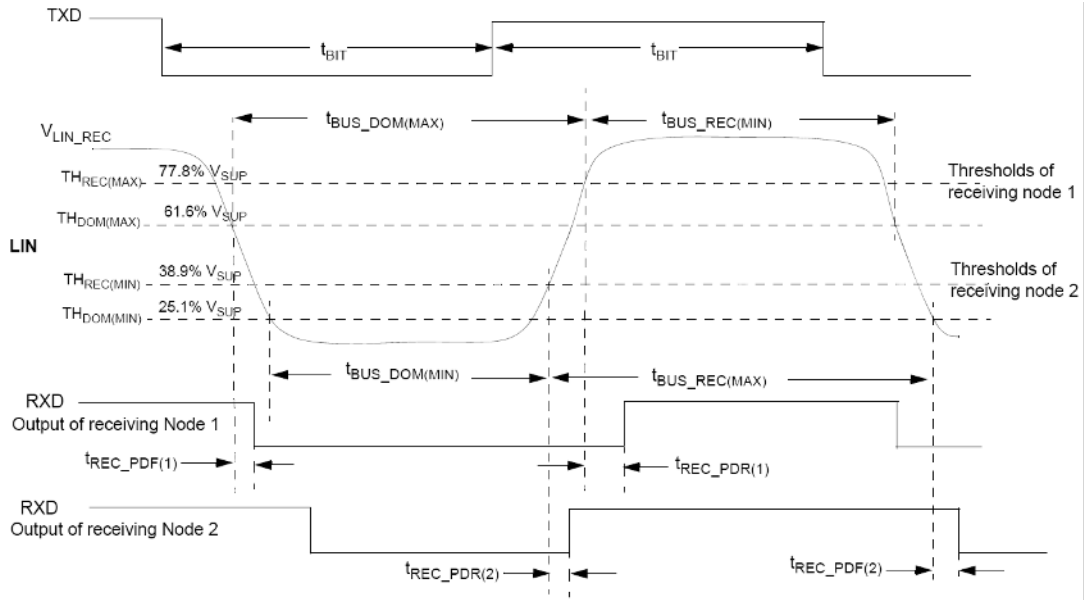 TXD
tBIT
tBIT
tBUS_DOM(MAX)
tBUS_REC(MIN)
VLIN_REC
THREC(MAX) 77.8% VSUP
Thresholds of
receiving node 1
THDOM(MAX) 61.6% VSUP
LIN
THREC(MIN) 38.9% VSUP
Thresholds of
receiving node 2
THDOM(MIN) 25.1% VSUP
tBUS_DOM(MIN)
tBUS_REC(MAX)
RXD
Output of receiving Node 1
tREC_PDF(1)
tREC_PDR(1)
RXD
Output of receiving Node 2
tREC_PDR(2)
tREC_PDF(2)